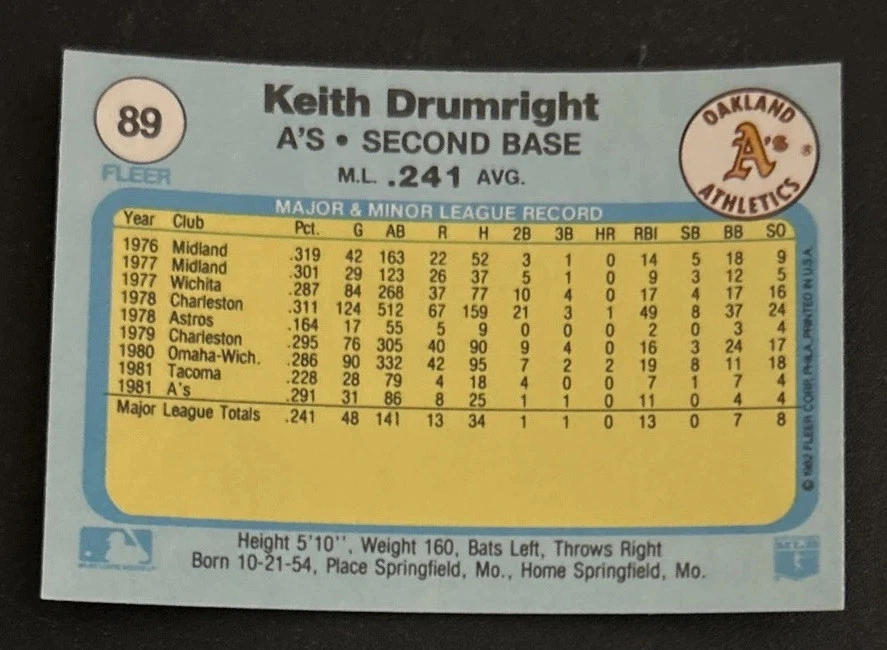 89
FLEER
Keith Drumright
A'S • SECOND BASE
M.L. .241 AVG.
OAKLAND
A's ®
ATHLETICS
MAJOR & MINOR LEAGUE RECORD
Year Club Pct. G AB R H 2B 3B HR RBI SB BB SO
1976 Midland .319 42 163 22 52 3 1 0 14 5 18 9
1977 Midland .301 29 123 26 37 5 1 0 9 3 12 5
1977 Wichita .287 84 268 37 77 10 4 0 17 4 17 16
1978 Charleston .311 124 512 67 159 21 3 1 49 8 37 24
1978 Astros .164 17 55 5 9 0 0 0 2 0 3 4
1979 Charleston .295 76 305 40 90 9 4 0 16 3 24 17
1980 Omaha-Wich. .286 90 332 42 95 7 2 2 19 8 11 18
1981 Tacoma .228 28 79 4 18 4 0 0 7 1 7 4
1981 A's .291 31 86 8 25 1 1 0 11 0 4 4
Major League Totals .241 48 141 13 34 1 1 0 13 0 7 8
© 1982 FLEER CORP. PHILA. PRINTED IN U.S.A.
Height 5'10'', Weight 160, Bats Left, Throws Right
Born 10-21-54, Place Springfield, Mo., Home Springfield, Mo.